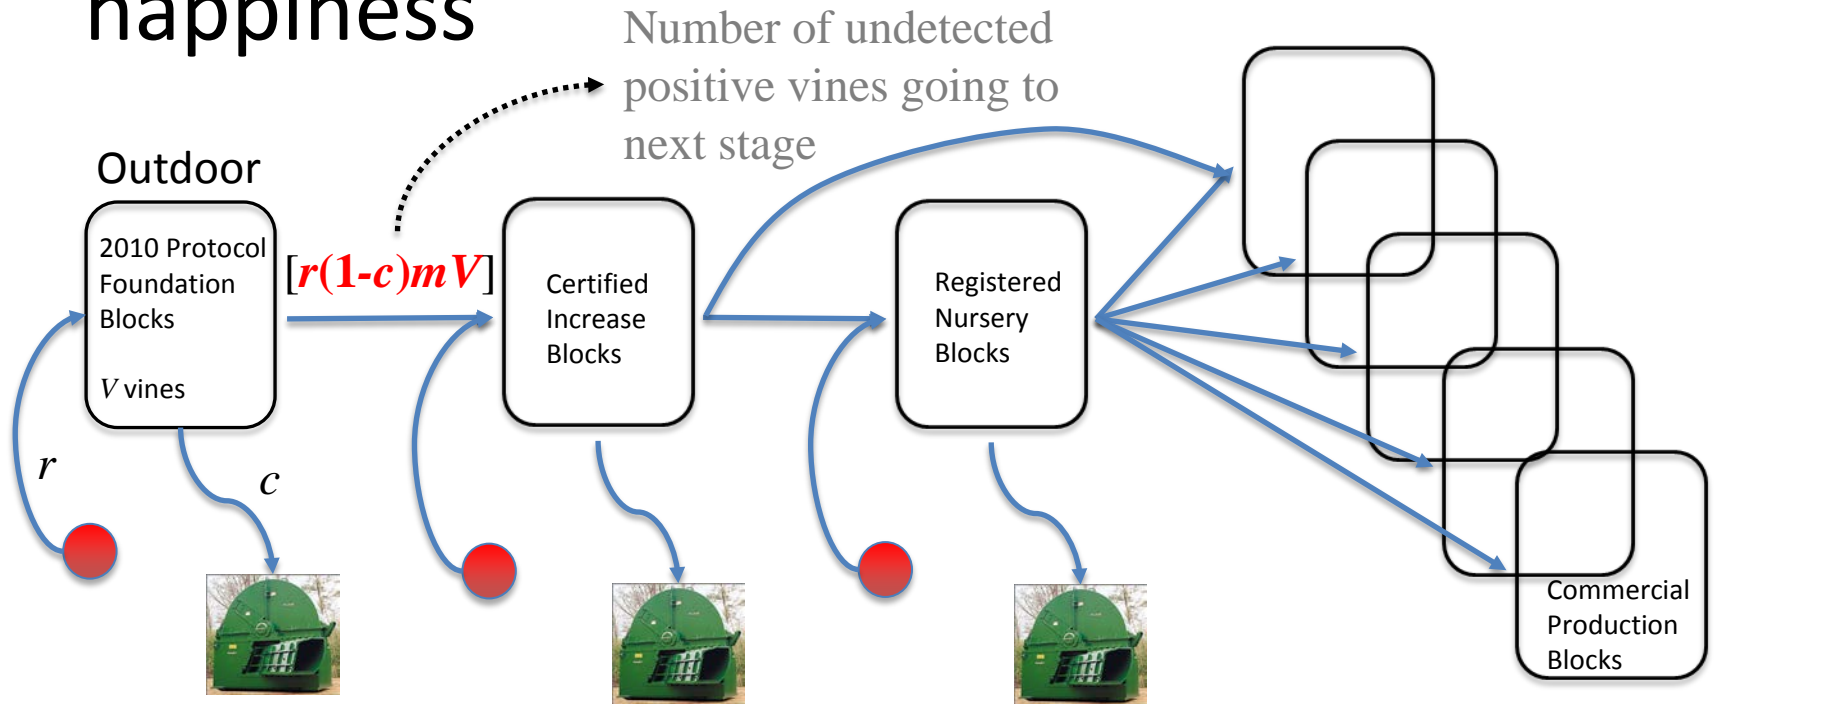 happiness
Number of undetected
positive vines going to
next stage
Outdoor
2010 Protocol
Foundation
Blocks
V vines
[r(1-c)mV]
Certified
Increase
Blocks
Registered
Nursery
Blocks
r
c
Commercial
Production
Blocks